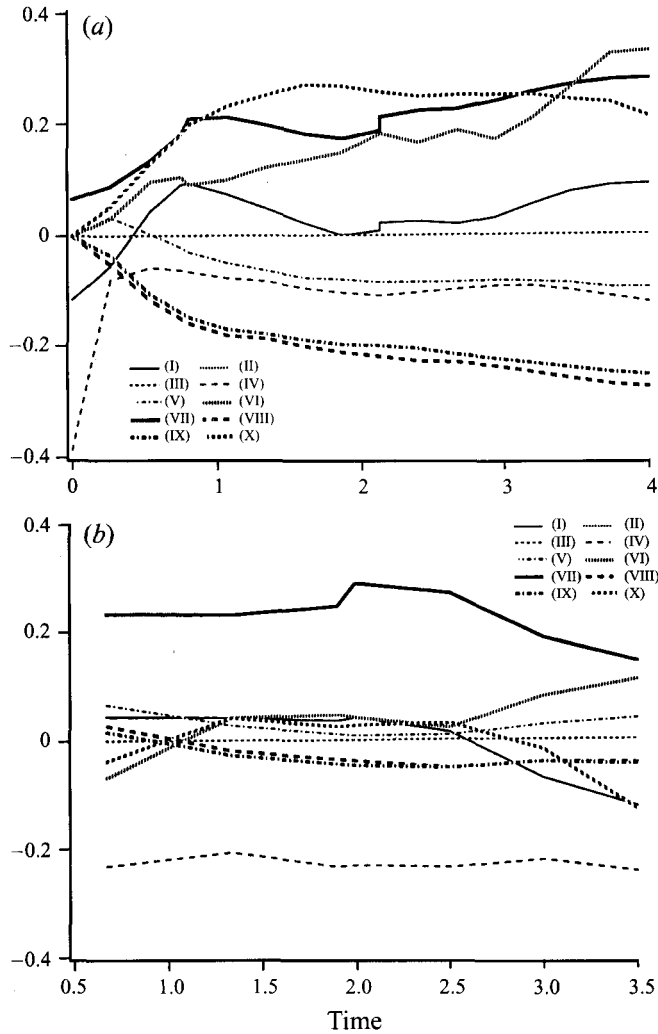 0.4
(a)
0.2
0
−0.2
−0.4
(I) (II)
(III) (IV)
(V) (VI)
(VII) (VIII)
(IX) (X)
0 1 2 3 4
0.4
(b)
0.2
0
−0.2
−0.4
(I) (II)
(III) (IV)
(V) (VI)
(VII) (VIII)
(IX) (X)
0.5 1.0 1.5 2.0 2.5 3.0 3.5
Time